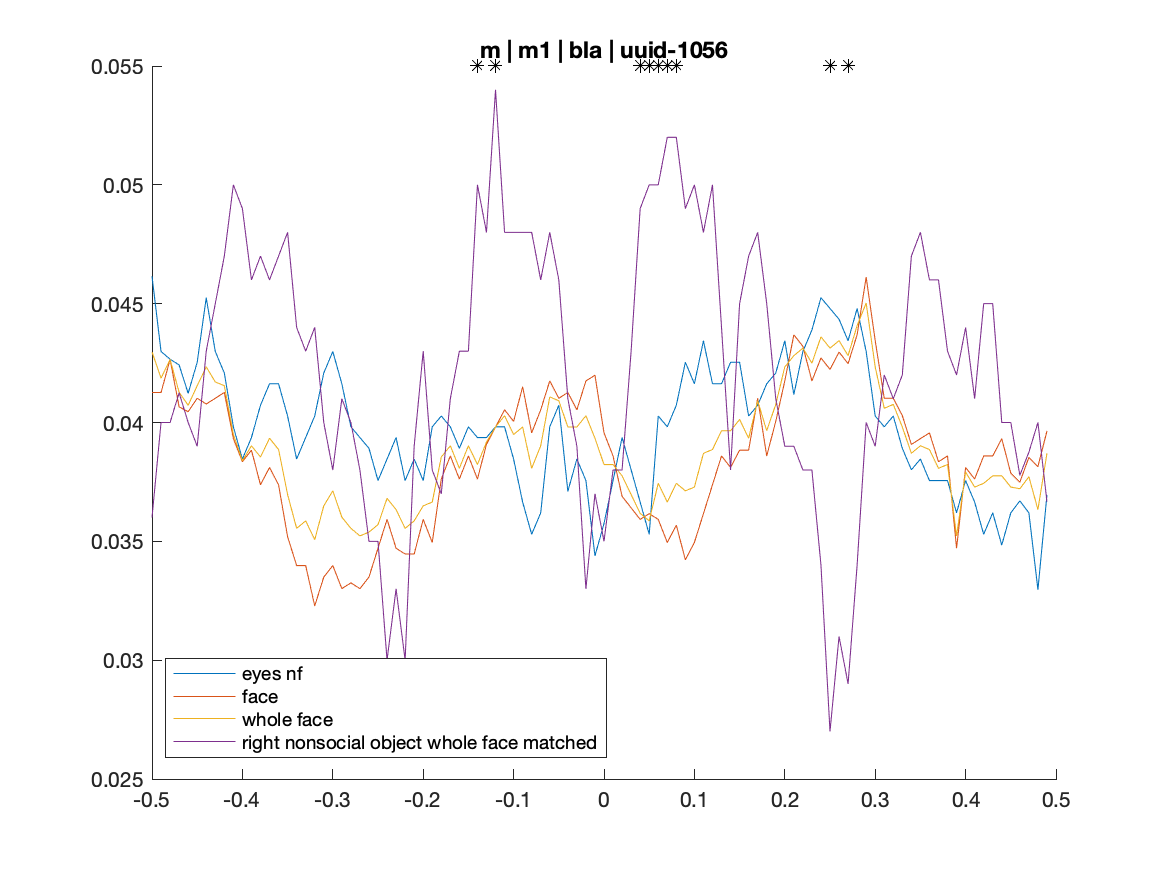 m | m1 | bla | uuid-1056
0.055
0.05
0.045
0.04
0.035
0.03
0.025
-0.5 -0.4 -0.3 -0.2 -0.1 0 0.1 0.2 0.3 0.4 0.5
eyes nf
face
whole face
right nonsocial object whole face matched